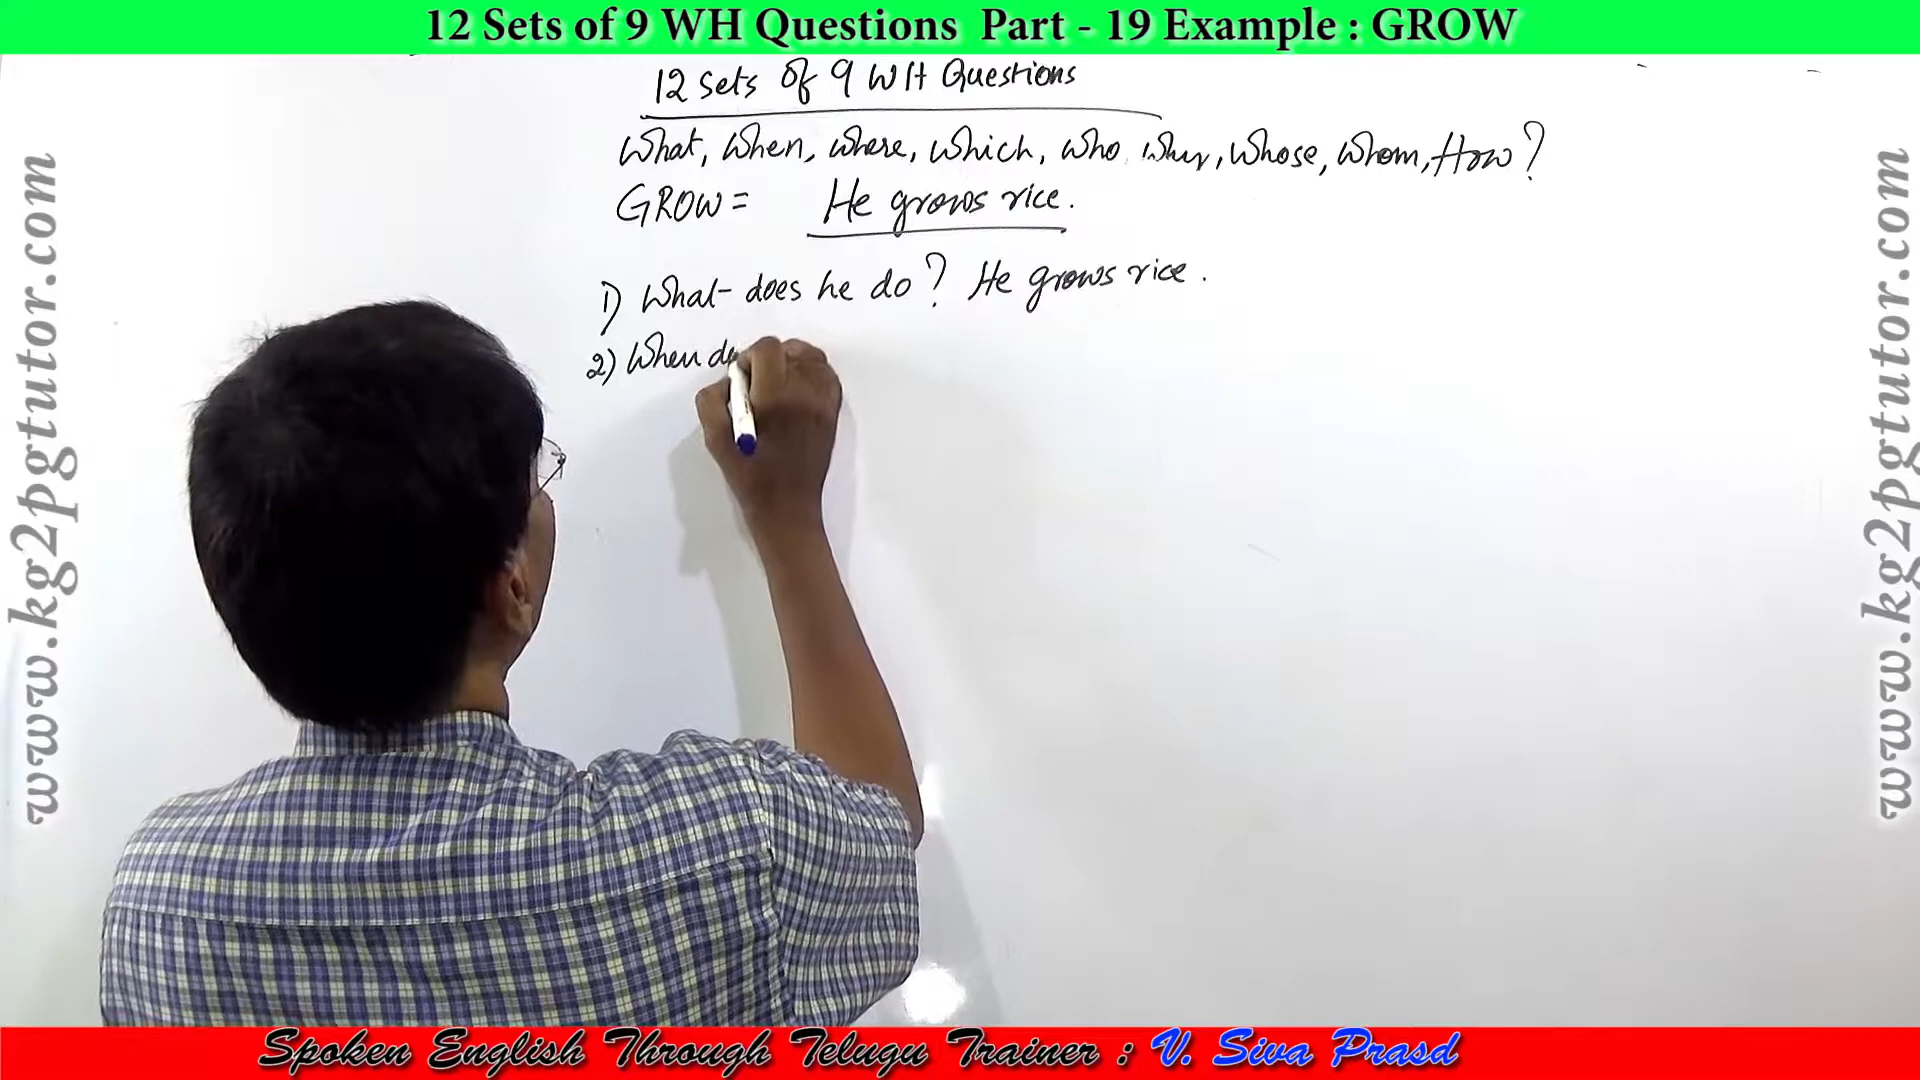 12 Sets of 9 WH Questions Part - 19 Example : GROW
12 sets of 9 WH Questions
What, When, Where, Which, Who, Why, Whose, Whom, How?
GROW = He grows rice.
1) What does he do? He grows rice.
2) When do
www.kg2pgtutor.com
www.kg2pgtutor.com
Spoken English Through Telugu Trainer : V. Siva Prasd